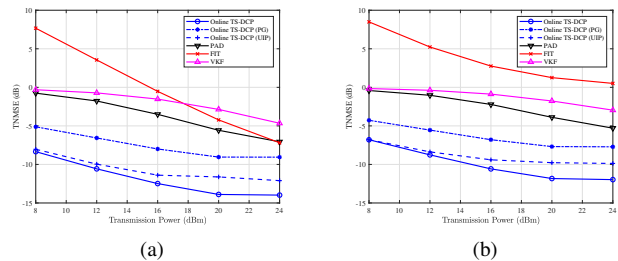 10
5
0
-5
-10
-15
TNMSE (dB)
8
10
12
14
16
18
20
22
24
Transmission Power (dBm)
Online TS-DCP
Online TS-DCP (PG)
Online TS-DCP (UIP)
PAD
FIT
VKF
(a)
10
5
0
-5
-10
-15
TNMSE (dB)
8
10
12
14
16
18
20
22
24
Transmission Power (dBm)
Online TS-DCP
Online TS-DCP (PG)
Online TS-DCP (UIP)
PAD
FIT
VKF
(b)